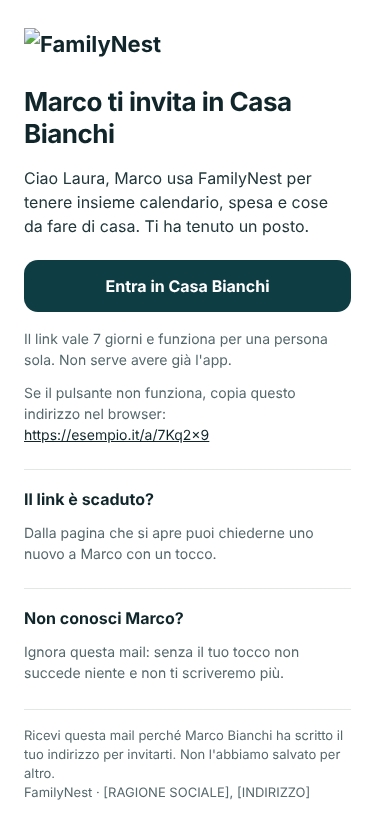 FamilyNest
Marco ti invita in Casa
Bianchi
Ciao Laura, Marco usa FamilyNest per
tenere insieme calendario, spesa e cose
da fare di casa. Ti ha tenuto un posto.
Entra in Casa Bianchi
Il link vale 7 giorni e funziona per una persona
sola. Non serve avere già l'app.
Se il pulsante non funziona, copia questo
indirizzo nel browser:
https://esempio.it/a/7Kq2×9
Il link è scaduto?
Dalla pagina che si apre puoi chiederne uno
nuovo a Marco con un tocco.
Non conosci Marco?
Ignora questa mail: senza il tuo tocco non
succede niente e non ti scriveremo più.
Ricevi questa mail perché Marco Bianchi ha scritto il
tuo indirizzo per invitarti. Non l'abbiamo salvato per
altro.
FamilyNest · [RAGIONE SOCIALE], [INDIRIZZO]